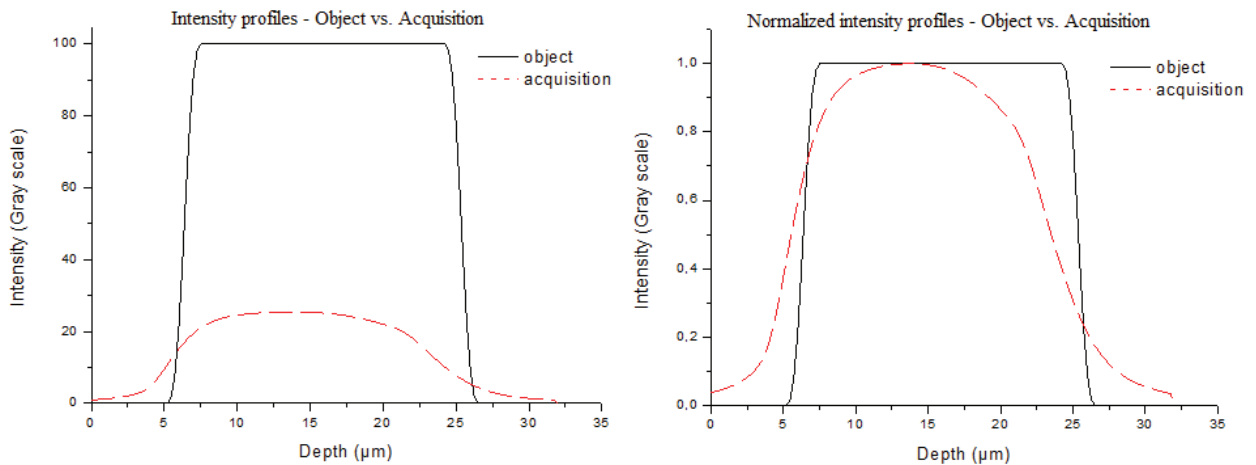 Intensity profiles - Object vs. Acquisition
100
80
60
40
20
0
Intensity (Gray scale)
object
acquisition
0 5 10 15 20 25 30 35
Depth (µm)
Normalized intensity profiles - Object vs. Acquisition
1,0
0,8
0,6
0,4
0,2
0,0
Intensity (Gray scale)
object
acquisition
0 5 10 15 20 25 30 35
Depth (µm)